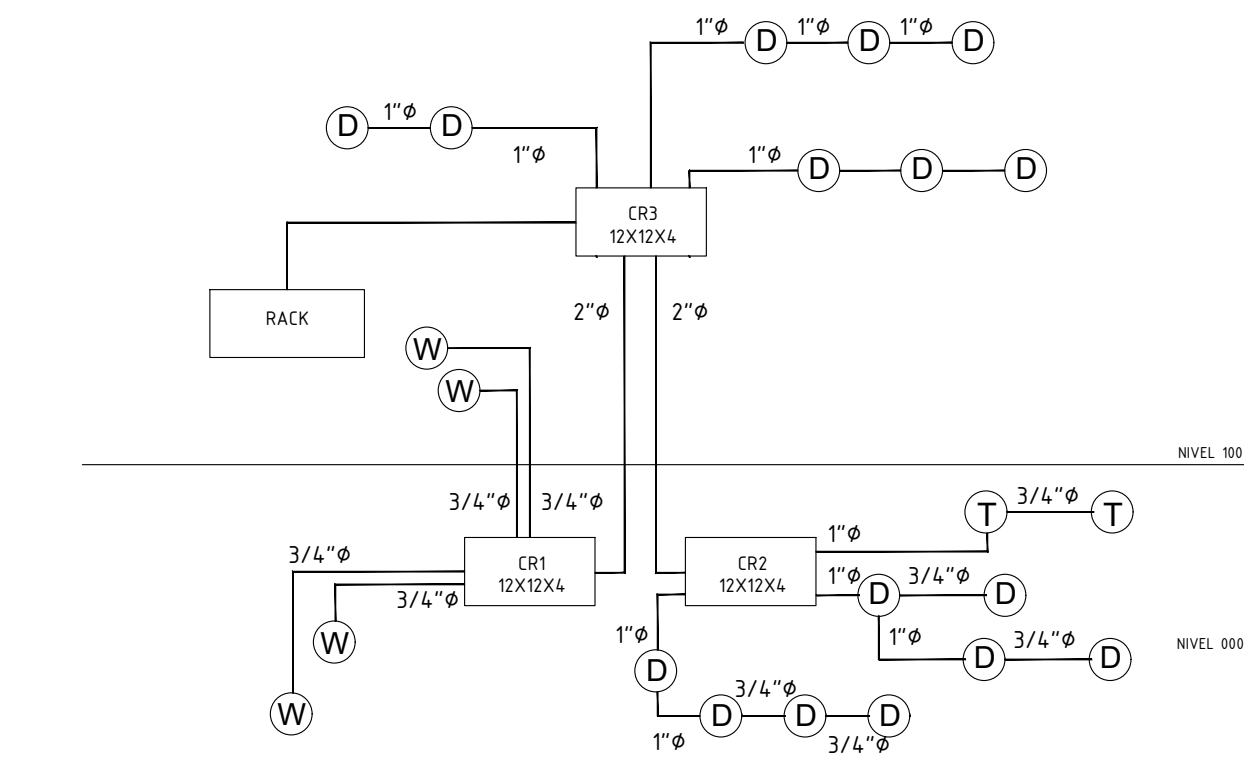 1"φ 1"φ 1"φ
D D D
1"φ
D D
1"φ
1"φ
D D D
CR3
12X12X4
RACK
2"φ 2"φ
W
W
NIVEL 100
3/4"φ 3/4"φ
3/4"φ
3/4"φ
CR1
12X12X4
W
W
CR2
12X12X4
1"φ
T 3/4"φ T
1"φ
D 3/4"φ D
1"φ
D 3/4"φ D
NIVEL 000
1"φ
D
3/4"φ
D D D
1"φ
3/4"φ